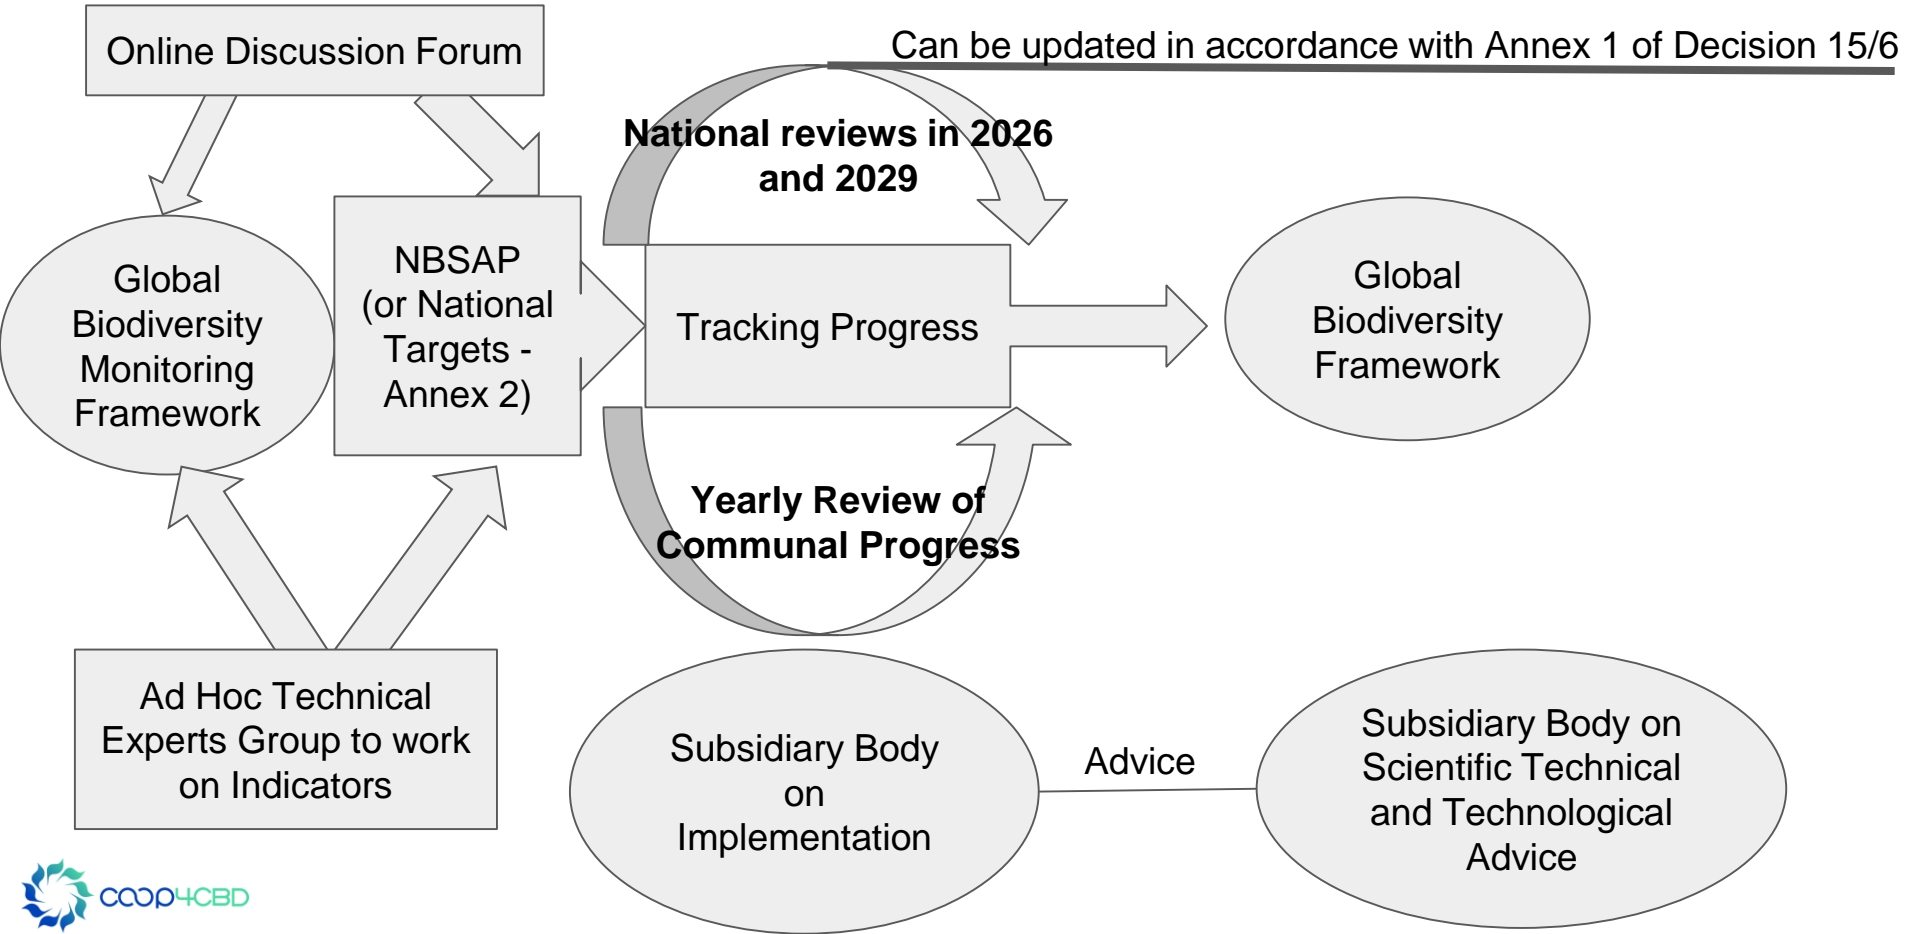 Online Discussion Forum
Can be updated in accordance with Annex 1 of Decision 15/6
National reviews in 2026
and 2029
Global
Biodiversity
Monitoring
Framework
NBSAP
(or National
Targets -
Annex 2)
Tracking Progress
Global
Biodiversity
Framework
Yearly Review of
Communal Progress
Ad Hoc Technical
Experts Group to work
on Indicators
Subsidiary Body
on
Implementation
Advice
Subsidiary Body on
Scientific Technical
and Technological
Advice
COOP4CBD